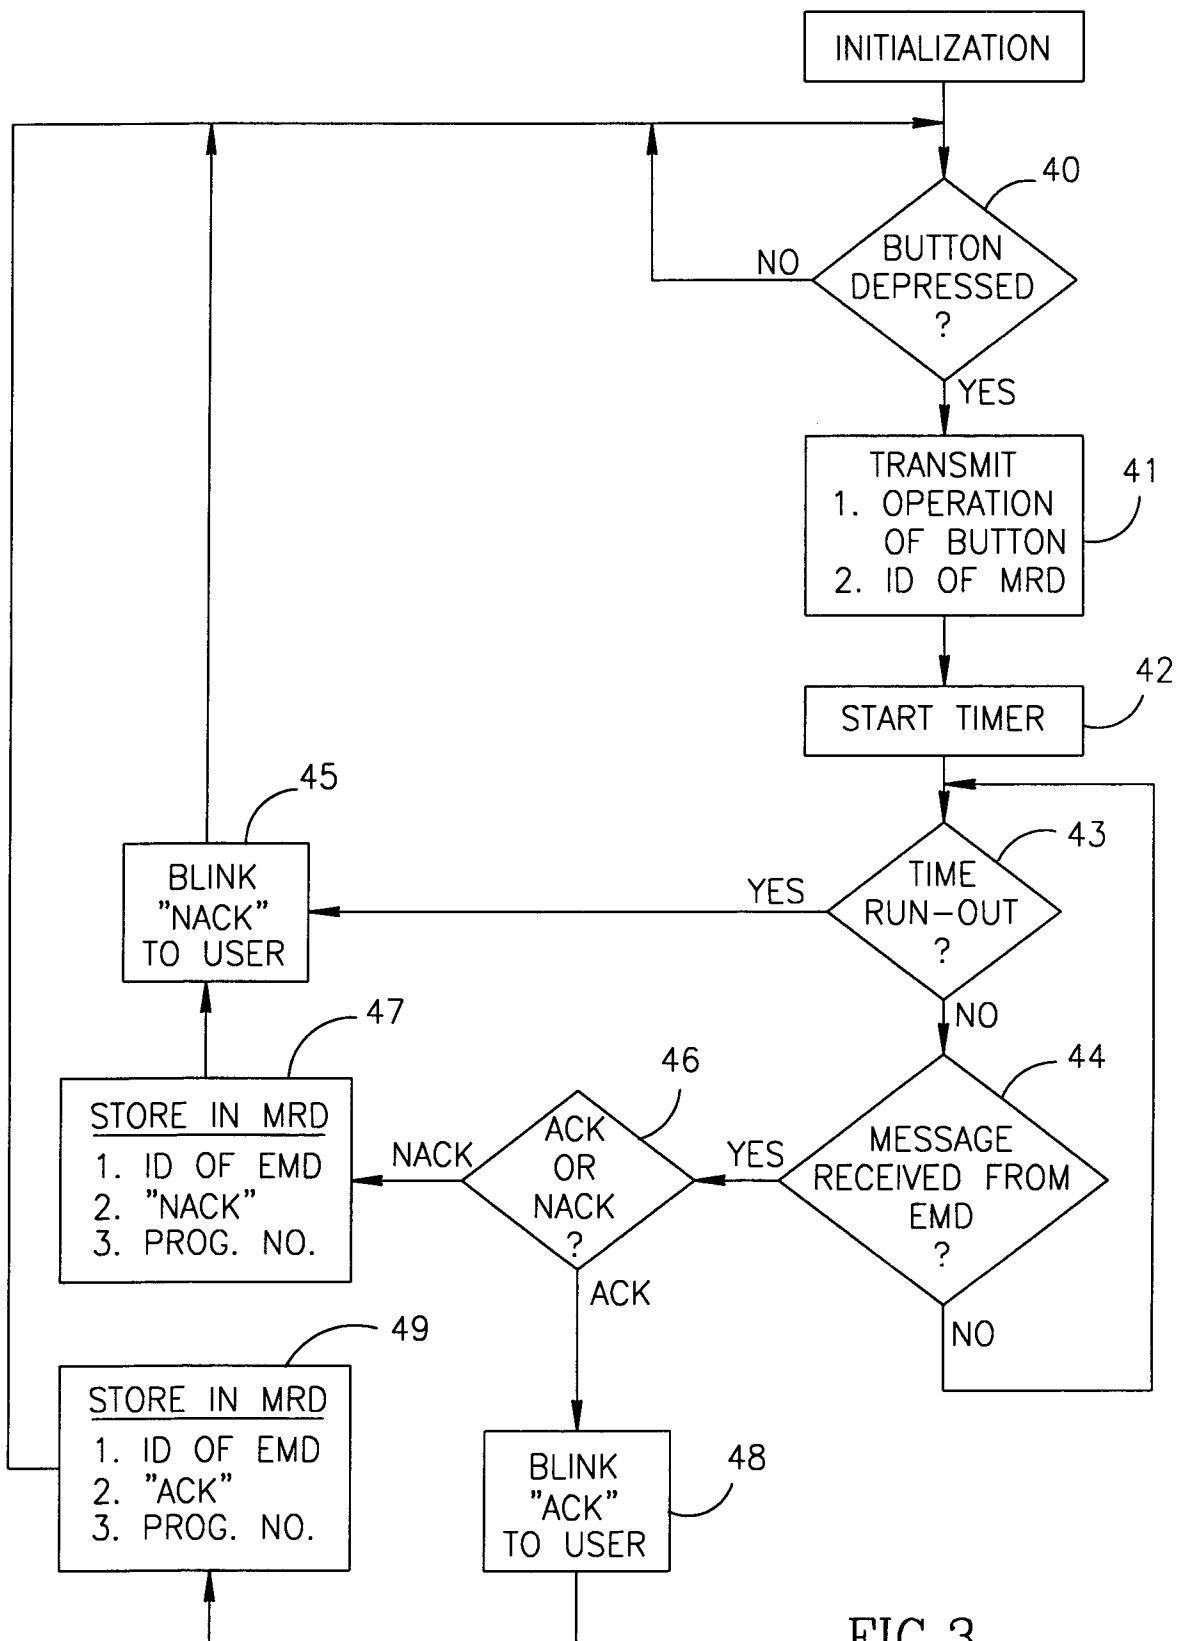 INITIALIZATION
40
BUTTON
DEPRESSED
?
NO
YES
TRANSMIT
1. OPERATION
OF BUTTON
2. ID OF MRD
41
START TIMER
42
45
BLINK
"NACK"
TO USER
YES
TIME
RUN-OUT
?
43
NO
47
STORE IN MRD
1. ID OF EMD
2. "NACK"
3. PROG. NO.
NACK
46
ACK
OR
NACK
?
YES
44
MESSAGE
RECEIVED FROM
EMD
?
ACK
NO
49
STORE IN MRD
1. ID OF EMD
2. "ACK"
3. PROG. NO.
BLINK
"ACK"
TO USER
48
FIG.3